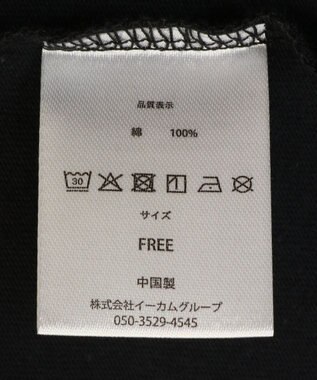 品質表示
綿 100%
30
サイズ
FREE
中国製
株式会社イーカムグループ
050-3529-4545